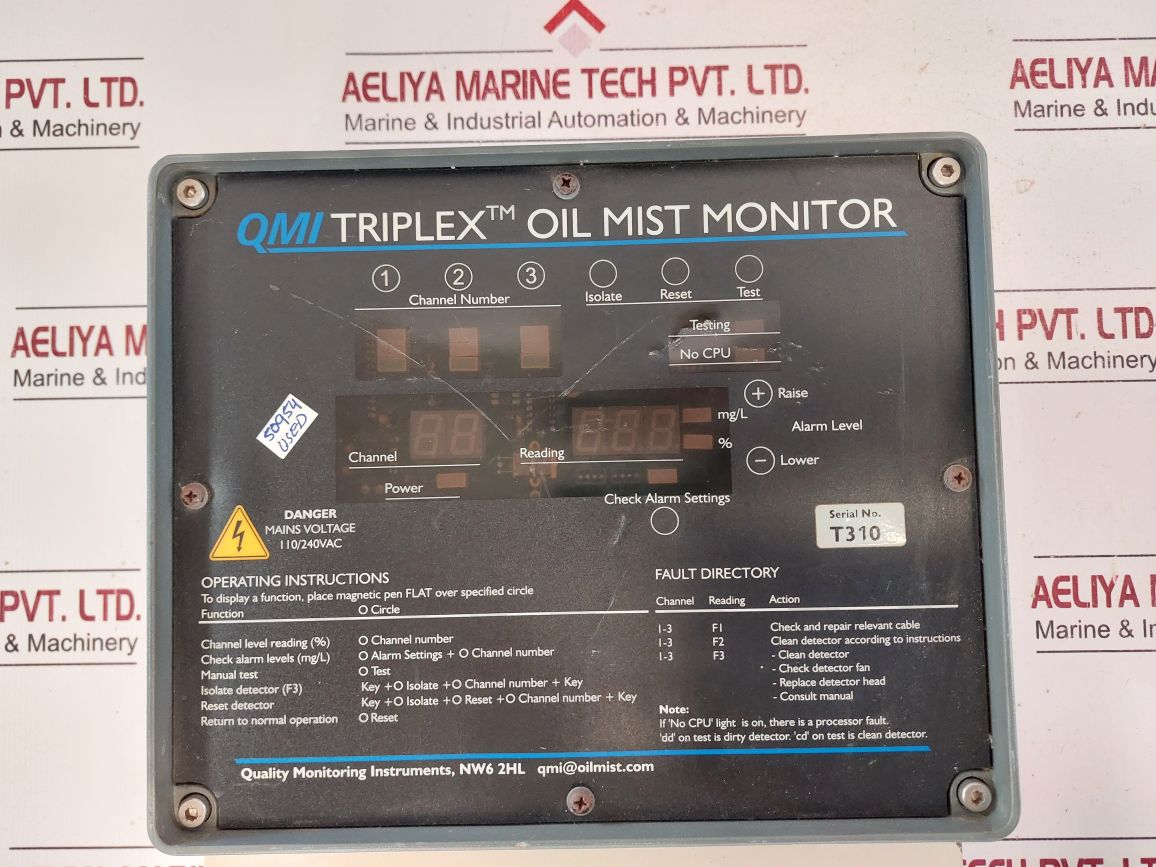 PVT. LTD.
& Machinery
AELIYA MARINE TECH PVT. LTD.
Marine & Industrial Automation & Machinery
AELIYA
Marine & Indu
QMI TRIPLEX™ OIL MIST MONITOR
1 2 3
Channel Number
Isolate Reset Test
Testing
No CPU
AELIYA
Marine & Ind
PVT. LTD
& Machinery
50954
USED
Channel
Reading
mg/L
%
Power
+ Raise
Alarm Level
− Lower
Check Alarm Settings
DANGER
MAINS VOLTAGE
110/240VAC
Serial No.
T310
OPERATING INSTRUCTIONS
To display a function, place magnetic pen FLAT over specified circle
Function O Circle
Channel level reading (%) O Channel number
Check alarm levels (mg/L) O Alarm Settings + O Channel number
Manual test O Test
Isolate detector (F3) Key +O Isolate +O Channel number + Key
Reset detector Key +O Isolate +O Reset +O Channel number + Key
Return to normal operation O Reset
FAULT DIRECTORY
Channel Reading Action
1-3 F1 Check and repair relevant cable
1-3 F2 Clean detector according to instructions
1-3 F3 - Clean detector
- Check detector fan
- Replace detector head
- Consult manual
Note:
If 'No CPU' light is on, there is a processor fault.
'dd' on test is dirty detector. 'cd' on test is clean detector.
Quality Monitoring Instruments, NW6 2HL qmi@oilmist.com
PVT. LTD.
& Machinery
AELIYA
Marine & In